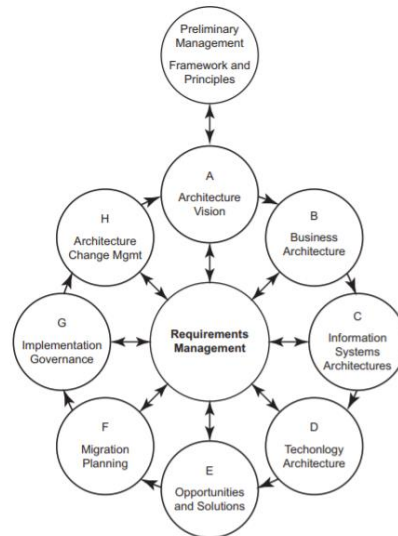 Preliminary
Management
Framework and
Principles
A
Architecture
Vision
B
Business
Architecture
C
Information
Systems
Architectures
D
Techonlogy
Architecture
E
Opportunities
and Solutions
F
Migration
Planning
G
Implementation
Governance
H
Architecture
Change Mgmt
Requirements
Management